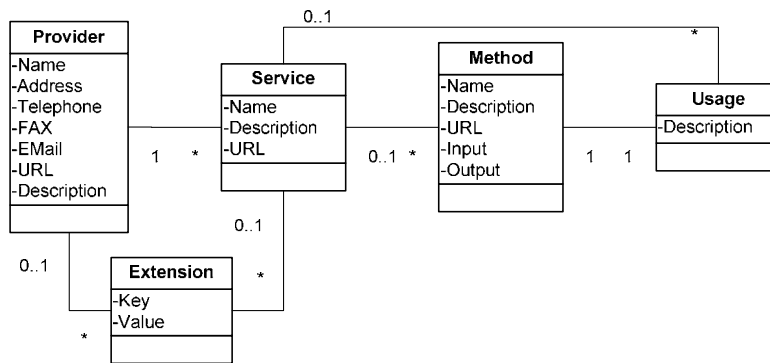 Provider
-Name
-Address
-Telephone
-FAX
-EMail
-URL
-Description
Service
-Name
-Description
-URL
Method
-Name
-Description
-URL
-Input
-Output
Usage
-Description
Extension
-Key
-Value
0..1
*
1
*
0..1
*
1
1
0..1
*
0..1
*